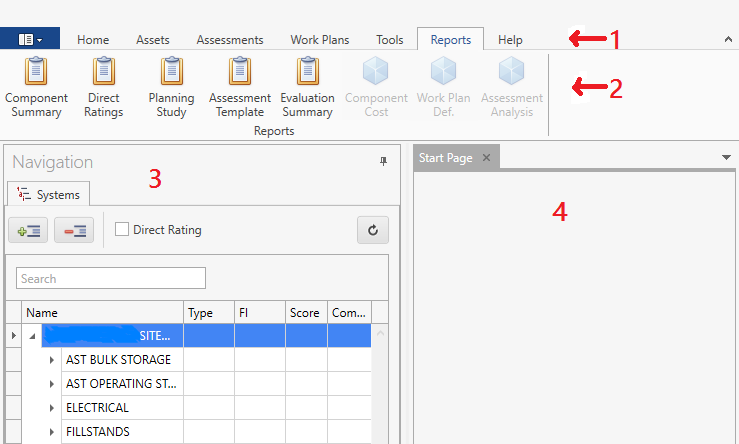 Home Assets Assessments Work Plans Tools Reports Help 1
Component Summary Direct Ratings Planning Study Assessment Template Evaluation Summary Component Cost Work Plan Def. Assessment Analysis 2
Reports
Navigation
3
Start Page
Systems
4
Direct Rating
Search
Name Type FI Score Com...
SITE...
AST BULK STORAGE
AST OPERATING ST...
ELECTRICAL
FILLSTANDS